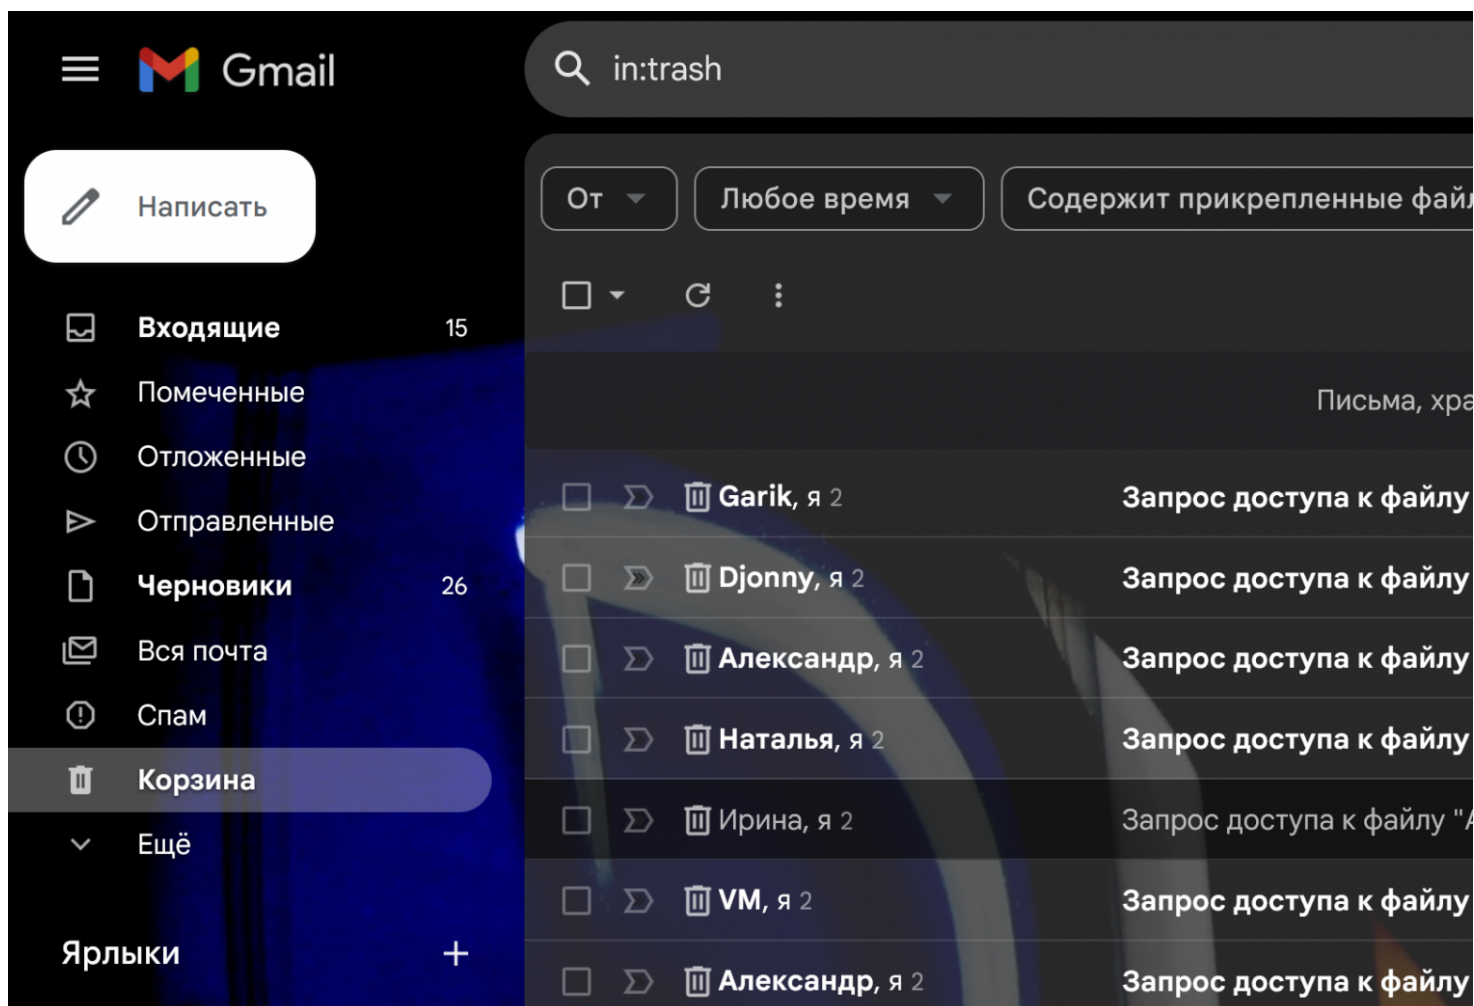 Gmail
in:trash
Написать
От
Любое время
Содержит прикрепленные
Входящие 15
Помеченные
Отложенные
Отправленные
Черновики 26
Вся почта
Спам
Корзина
Ещё
Ярлыки
Письма,
Garik, я 2 Запрос доступа к файлу
Djonny, я 2 Запрос доступа к файлу
Александр, я 2 Запрос доступа к файлу
Наталья, я 2 Запрос доступа к файлу
Ирина, я 2 Запрос доступа к файлу
VM, я 2 Запрос доступа к файлу
Александр, я 2 Запрос доступа к файлу